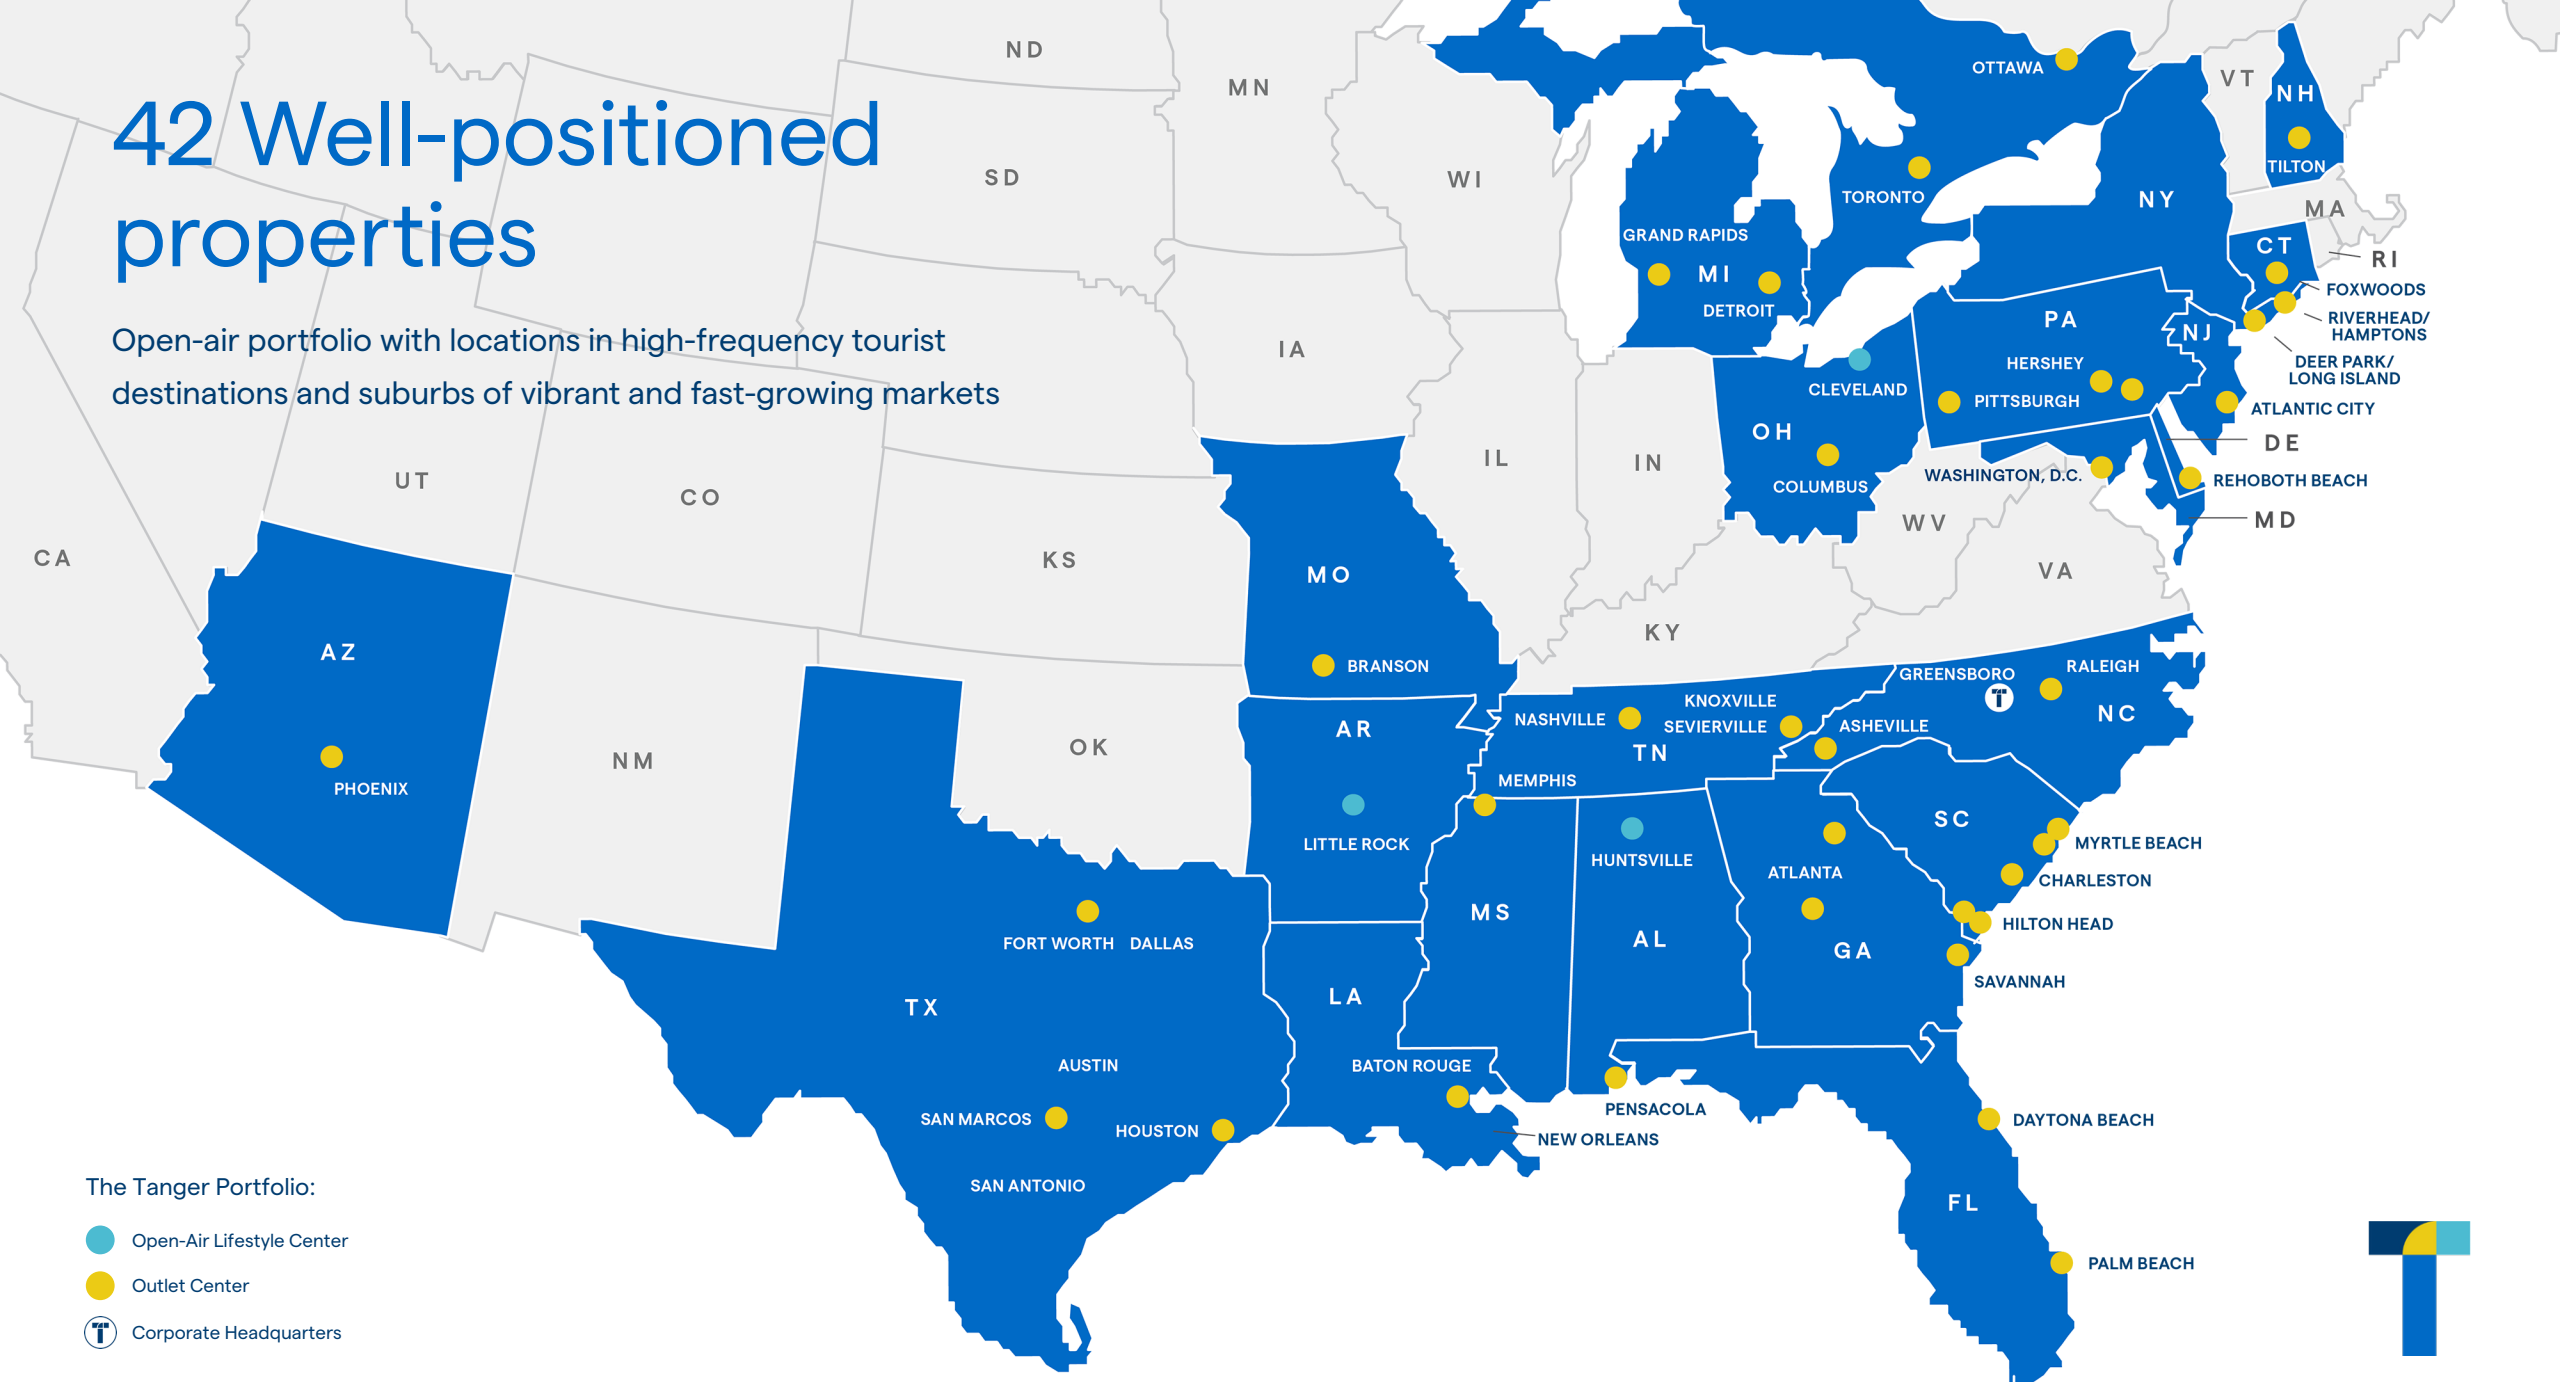 42 Well-positioned
properties
Open-air portfolio with locations in high-frequency tourist
destinations and suburbs of vibrant and fast-growing markets
ND
MN
SD
WI
IA
UT
CO
CA
KS
IL
IN
MO
AZ
PHOENIX
NM
OK
KY
WV
VA
BRANSON
AR
LITTLE ROCK
OTTAWA
TORONTO
VT
NH
TILTON
MA
NY
CT
RI
FOXWOODS
RIVERHEAD/
HAMPTONS
DEER PARK/
LONG ISLAND
GRAND RAPIDS
MI
DETROIT
PA
NJ
HERSHEY
PITTSBURGH
ATLANTIC CITY
CLEVELAND
OH
COLUMBUS
DE
WASHINGTON, D.C.
REHOBOTH BEACH
MD
GREENSBORO
RALEIGH
NC
KNOXVILLE
NASHVILLE
SEVIERVILLE
ASHEVILLE
TN
MEMPHIS
SC
HUNTSVILLE
ATLANTA
MYRTLE BEACH
CHARLESTON
HILTON HEAD
SAVANNAH
MS
AL
GA
FORT WORTH
DALLAS
TX
LA
AUSTIN
BATON ROUGE
SAN MARCOS
HOUSTON
SAN ANTONIO
PENSACOLA
NEW ORLEANS
DAYTONA BEACH
FL
PALM BEACH
The Tanger Portfolio:
Open-Air Lifestyle Center
Outlet Center
Corporate Headquarters